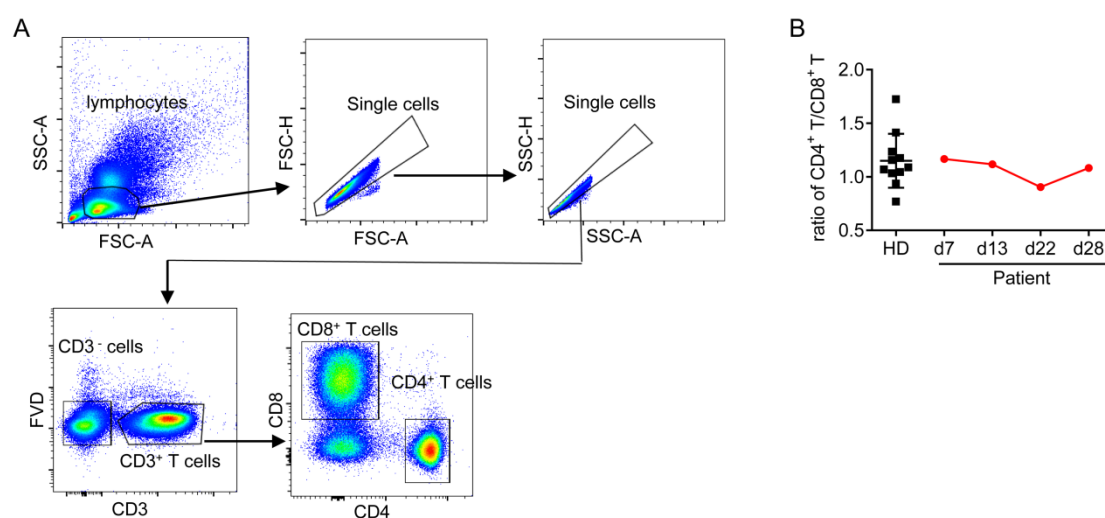 A
SSC-A
lymphocytes
FSC-A
FSC-H
Single cells
FSC-A
SSC-H
Single cells
SSC-A
FVD
CD3⁻ cells
CD3⁺ T cells
CD3
CD8
CD8⁺ T cells
CD4⁺ T cells
CD4
B
ratio of CD4⁺ T/CD8⁺ T
2.0
1.5
1.0
0.5
HD d7 d13 d22 d28
Patient